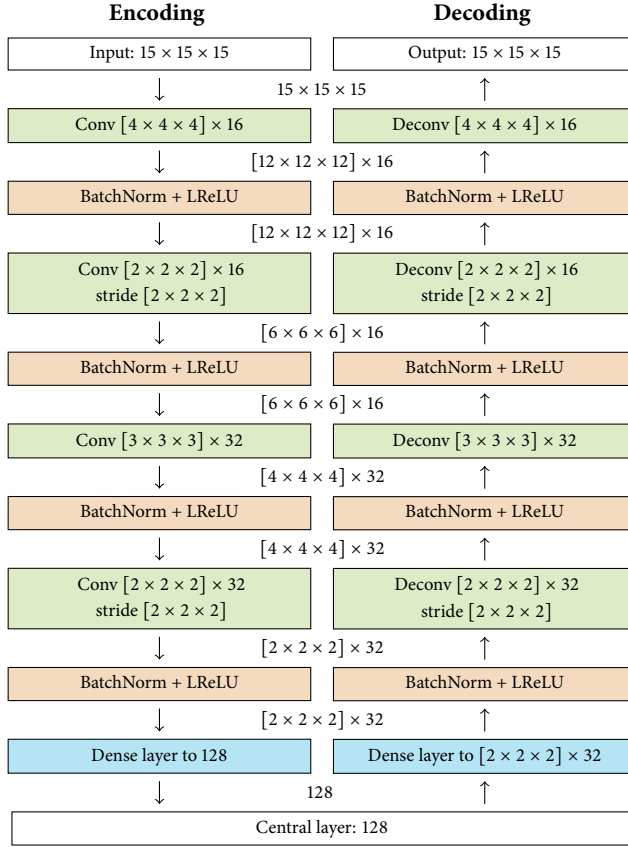 Encoding Decoding
Input: 15 × 15 × 15 Output: 15 × 15 × 15
↓ 15 × 15 × 15 ↑
Conv [4 × 4 × 4] × 16 Deconv [4 × 4 × 4] × 16
↓ [12 × 12 × 12] × 16 ↑
BatchNorm + LReLU BatchNorm + LReLU
↓ [12 × 12 × 12] × 16 ↑
Conv [2 × 2 × 2] × 16 Deconv [2 × 2 × 2] × 16
stride [2 × 2 × 2] stride [2 × 2 × 2]
↓ [6 × 6 × 6] × 16 ↑
BatchNorm + LReLU BatchNorm + LReLU
↓ [6 × 6 × 6] × 16 ↑
Conv [3 × 3 × 3] × 32 Deconv [3 × 3 × 3] × 32
↓ [4 × 4 × 4] × 32 ↑
BatchNorm + LReLU BatchNorm + LReLU
↓ [4 × 4 × 4] × 32 ↑
Conv [2 × 2 × 2] × 32 Deconv [2 × 2 × 2] × 32
stride [2 × 2 × 2] stride [2 × 2 × 2]
↓ [2 × 2 × 2] × 32 ↑
BatchNorm + LReLU BatchNorm + LReLU
↓ [2 × 2 × 2] × 32 ↑
Dense layer to 128 Dense layer to [2 × 2 × 2] × 32
↓ 128 ↑
Central layer: 128